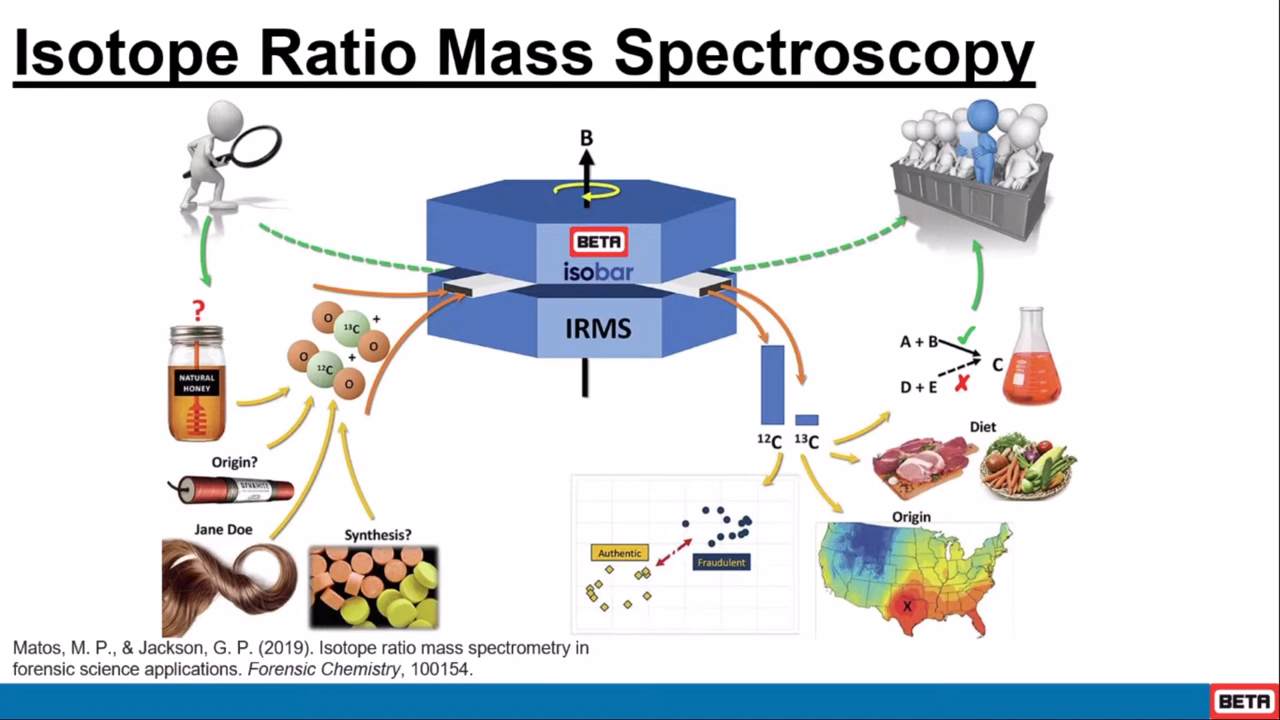 Isotope Ratio Mass Spectroscopy
B
BETA
isobar
IRMS
?
NATURAL
HONEY
O
13C
+
O
O
12C
+
O
Origin?
DYNAMITE
Jane Doe
Synthesis?
12C 13C
A + B
D + E
C
Diet
Origin
X
Authentic
Fraudulent
Matos, M. P., & Jackson, G. P. (2019). Isotope ratio mass spectrometry in
forensic science applications. Forensic Chemistry, 100154.
BETA